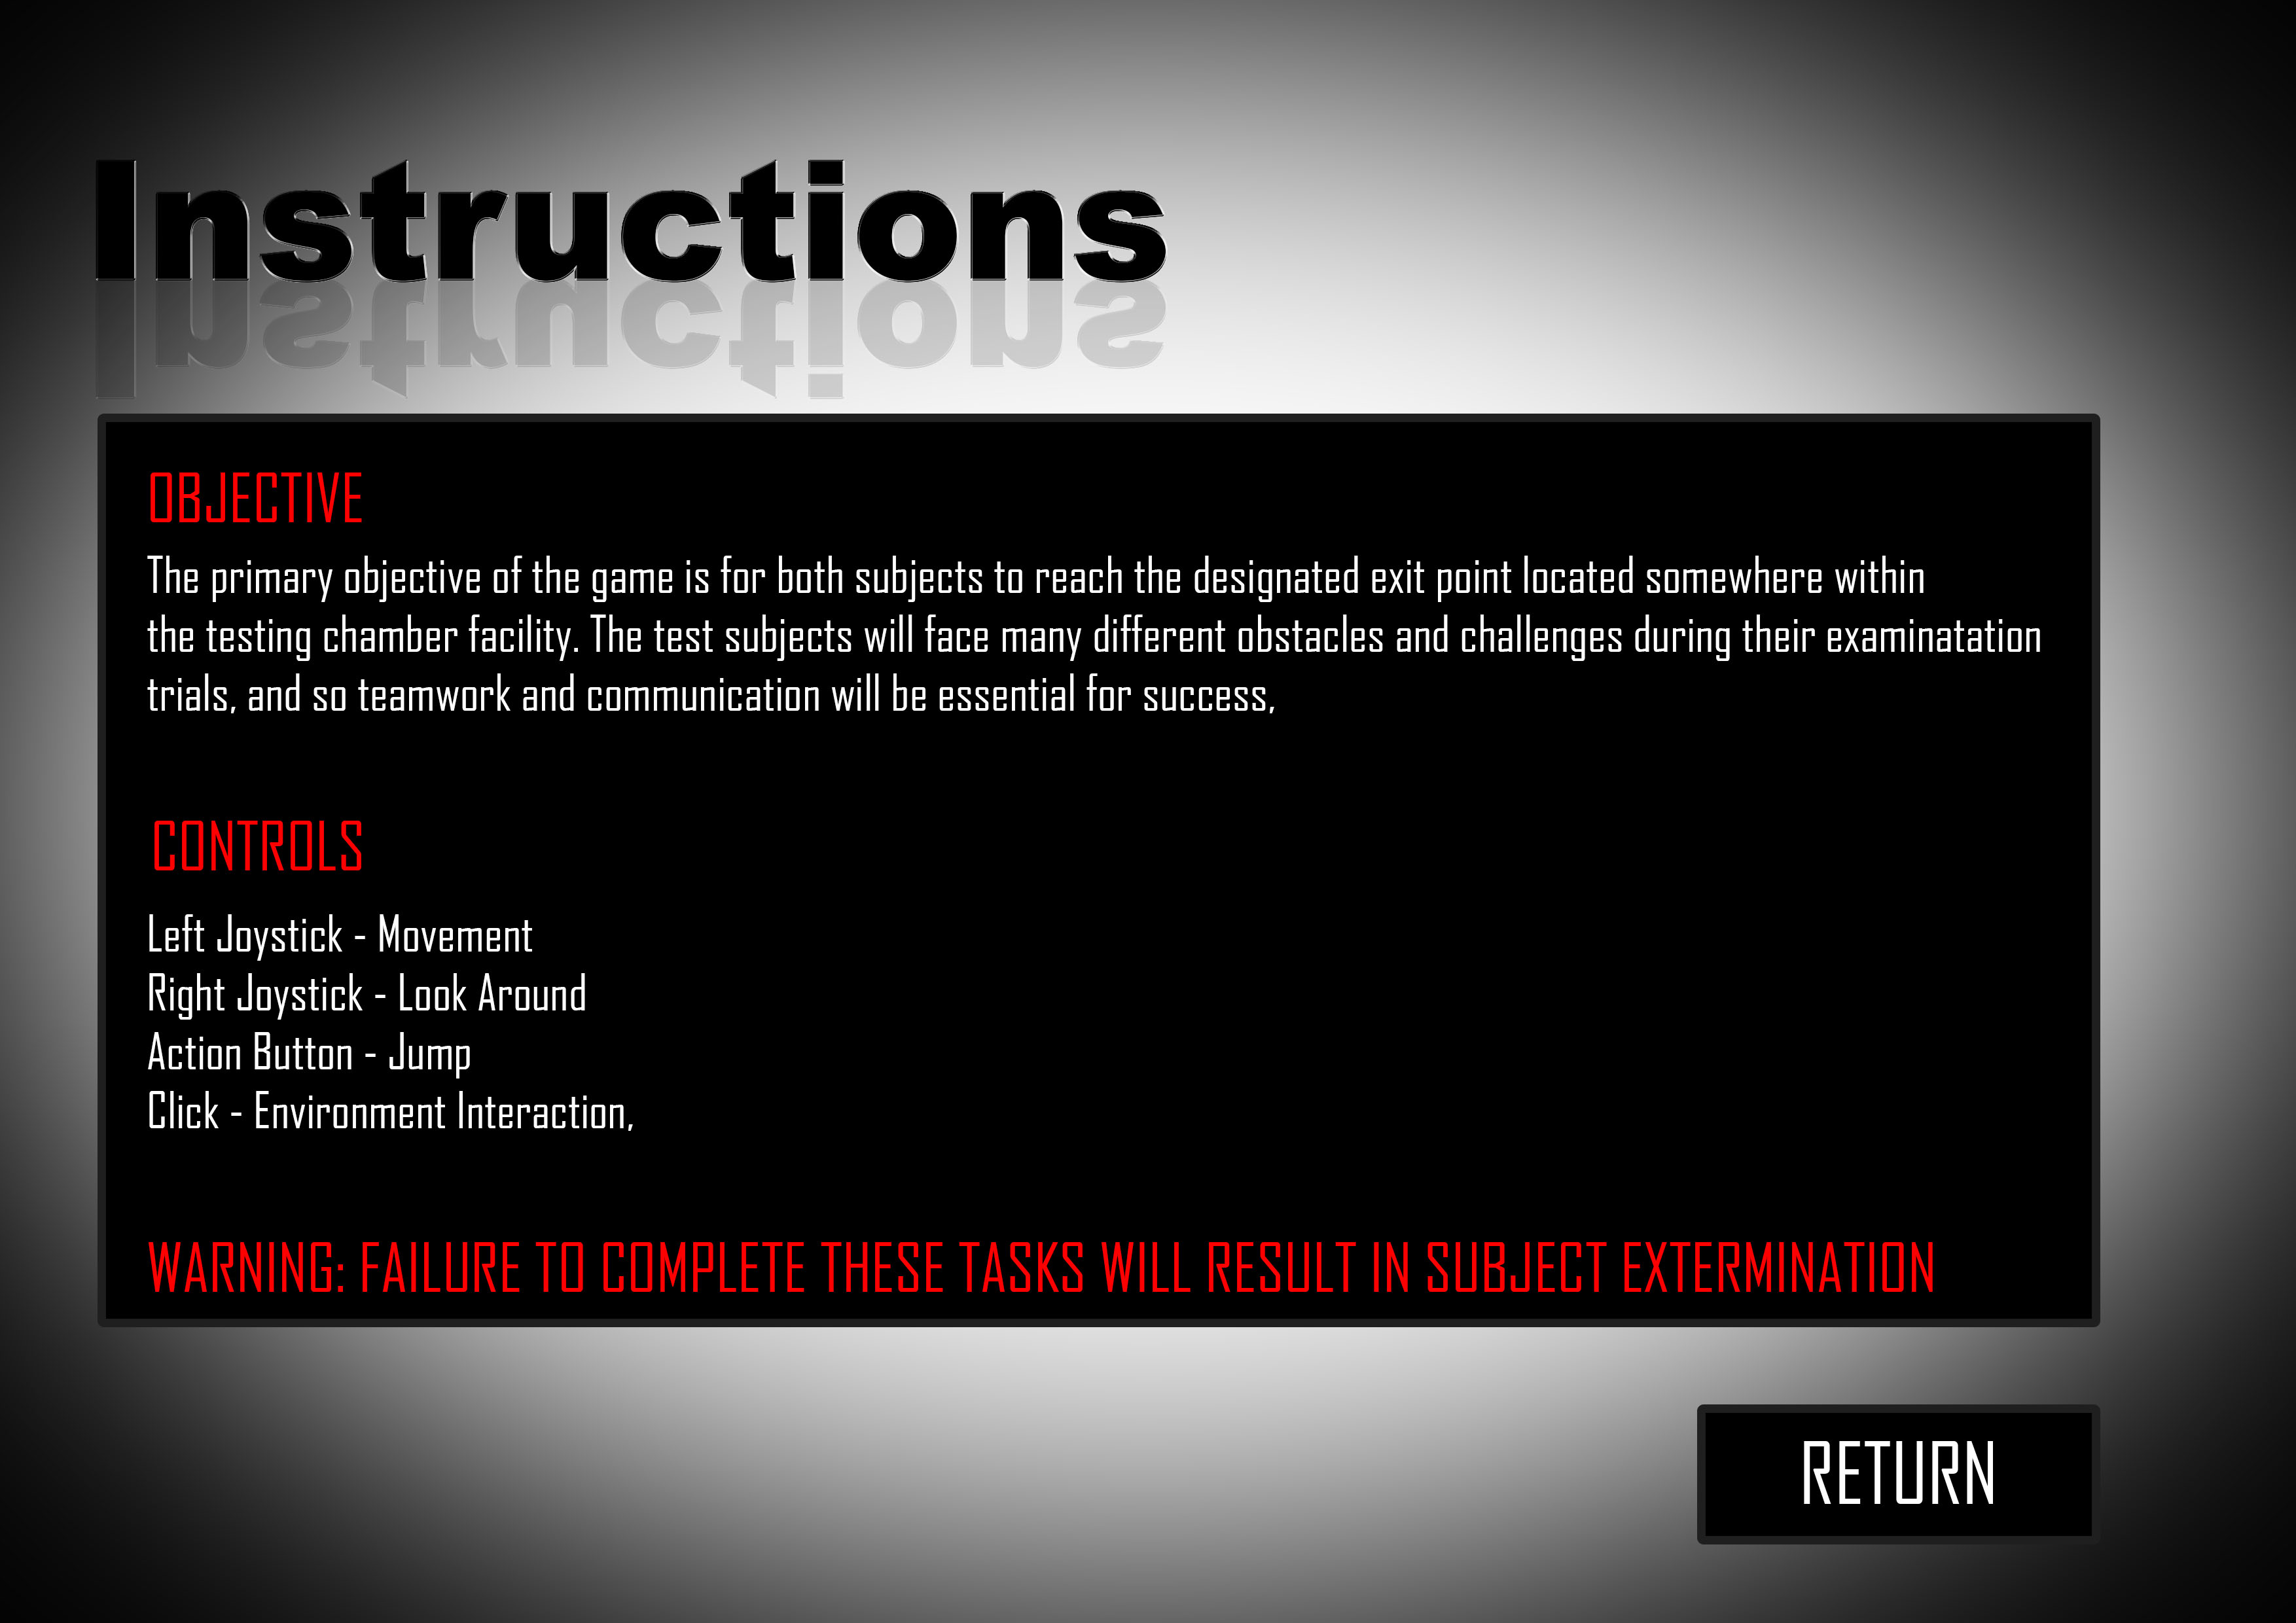 Instructions
OBJECTIVE
The primary objective of the game is for both subjects to reach the designated exit point located somewhere within
the testing chamber facility. The test subjects will face many different obstacles and challenges during their examinatation
trials, and so teamwork and communication will be essential for success,
CONTROLS
Left Joystick - Movement
Right Joystick - Look Around
Action Button - Jump
Click - Environment Interaction,
WARNING: FAILURE TO COMPLETE THESE TASKS WILL RESULT IN SUBJECT EXTERMINATION
RETURN